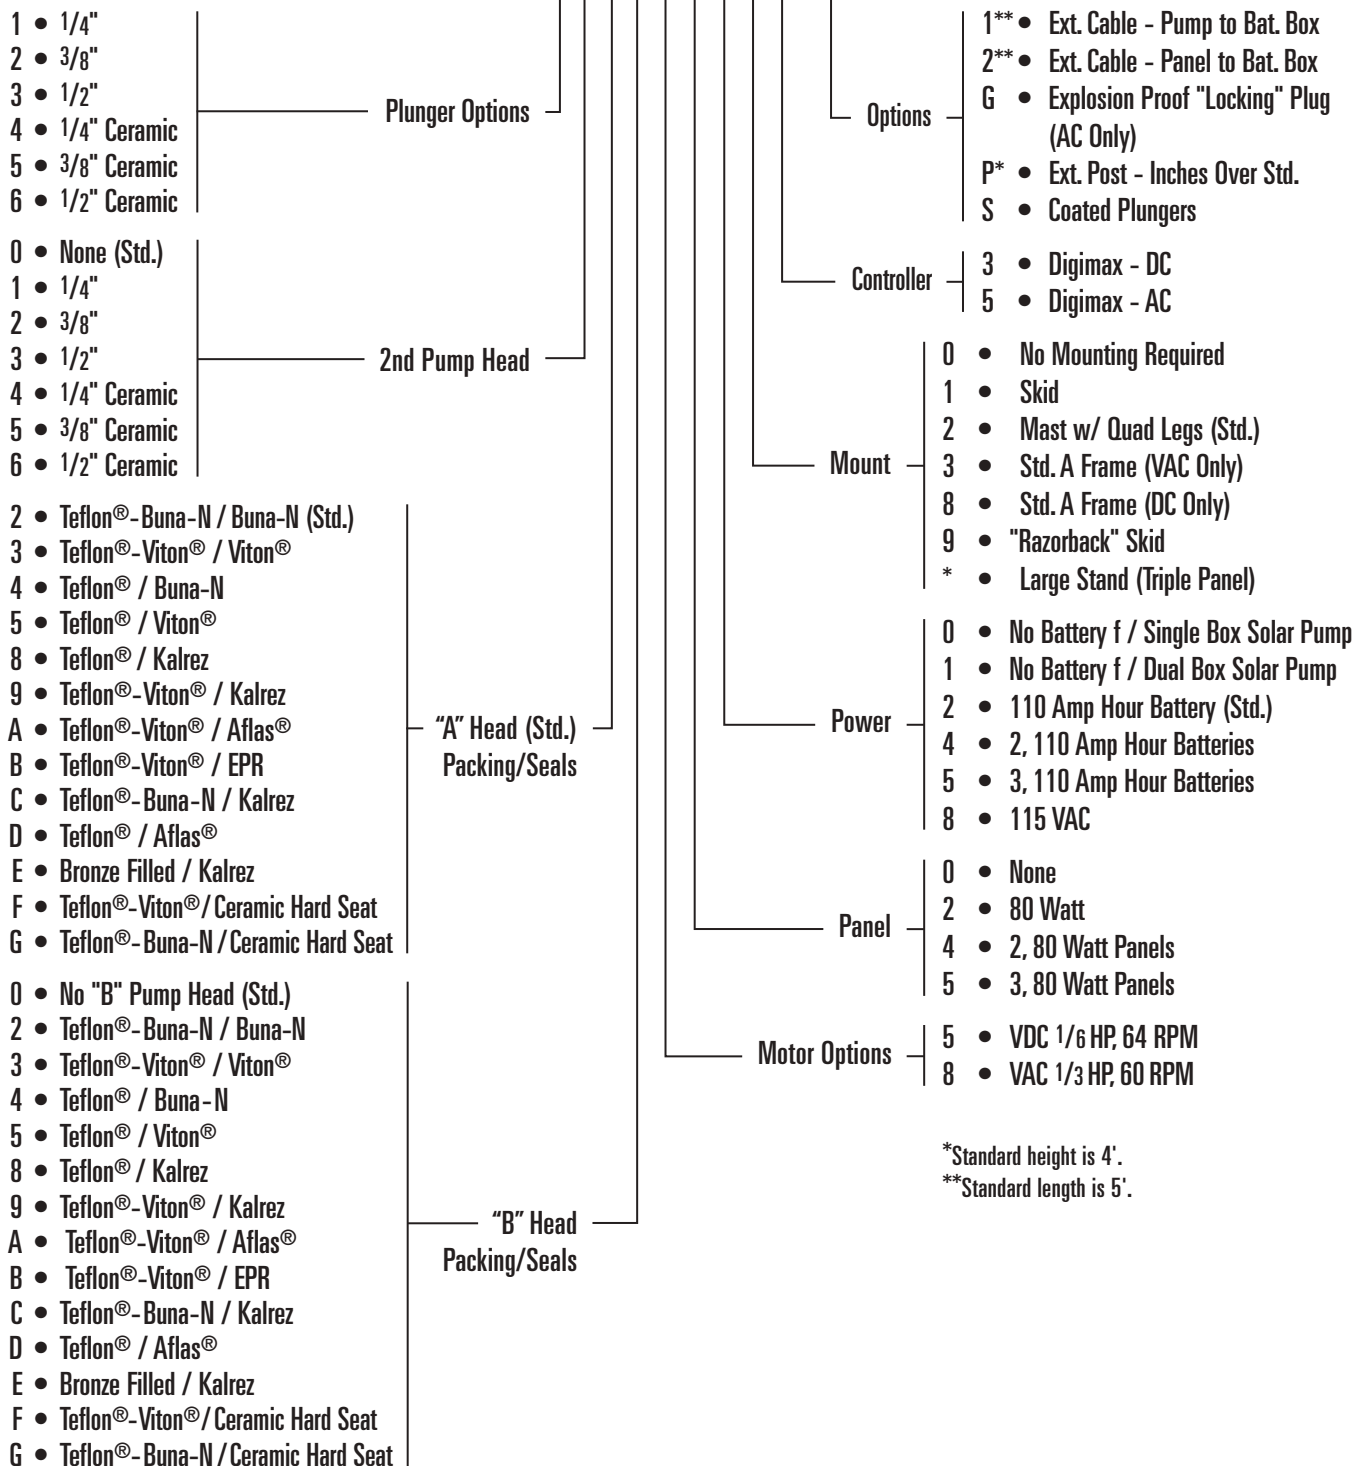 1 • 1/4"
2 • 3/8"
3 • 1/2"
4 • 1/4" Ceramic
5 • 3/8" Ceramic
6 • 1/2" Ceramic
Plunger Options
0 • None (Std.)
1 • 1/4"
2 • 3/8"
3 • 1/2"
4 • 1/4" Ceramic
5 • 3/8" Ceramic
6 • 1/2" Ceramic
2nd Pump Head
2 • Teflon®-Buna-N / Buna-N (Std.)
3 • Teflon®-Viton® / Viton®
4 • Teflon® / Buna-N
5 • Teflon® / Viton®
8 • Teflon® / Kalrez
9 • Teflon®-Viton® / Kalrez
A • Teflon®-Viton® / Aflas®
B • Teflon®-Viton® / EPR
C • Teflon®-Buna-N / Kalrez
D • Teflon® / Aflas®
E • Bronze Filled / Kalrez
F • Teflon®-Viton®/Ceramic Hard Seat
G • Teflon®-Buna-N/Ceramic Hard Seat
“A” Head (Std.)
Packing/Seals
0 • No "B" Pump Head (Std.)
2 • Teflon®-Buna-N / Buna-N
3 • Teflon®-Viton® / Viton®
4 • Teflon® / Buna-N
5 • Teflon® / Viton®
8 • Teflon® / Kalrez
9 • Teflon®-Viton® / Kalrez
A • Teflon®-Viton® / Aflas®
B • Teflon®-Viton® / EPR
C • Teflon®-Buna-N / Kalrez
D • Teflon® / Aflas®
E • Bronze Filled / Kalrez
F • Teflon®-Viton®/Ceramic Hard Seat
G • Teflon®-Buna-N/Ceramic Hard Seat
“B” Head
Packing/Seals
Options
1** • Ext. Cable - Pump to Bat. Box
2** • Ext. Cable - Panel to Bat. Box
G • Explosion Proof "Locking" Plug
(AC Only)
P* • Ext. Post - Inches Over Std.
S • Coated Plungers
Controller
3 • Digimax - DC
5 • Digimax - AC
Mount
0 • No Mounting Required
1 • Skid
2 • Mast w/ Quad Legs (Std.)
3 • Std. A Frame (VAC Only)
8 • Std. A Frame (DC Only)
9 • "Razorback" Skid
* • Large Stand (Triple Panel)
Power
0 • No Battery f / Single Box Solar Pump
1 • No Battery f / Dual Box Solar Pump
2 • 110 Amp Hour Battery (Std.)
4 • 2, 110 Amp Hour Batteries
5 • 3, 110 Amp Hour Batteries
8 • 115 VAC
Panel
0 • None
2 • 80 Watt
4 • 2, 80 Watt Panels
5 • 3, 80 Watt Panels
Motor Options
5 • VDC 1/6 HP, 64 RPM
8 • VAC 1/3 HP, 60 RPM
*Standard height is 4'.
**Standard length is 5'.